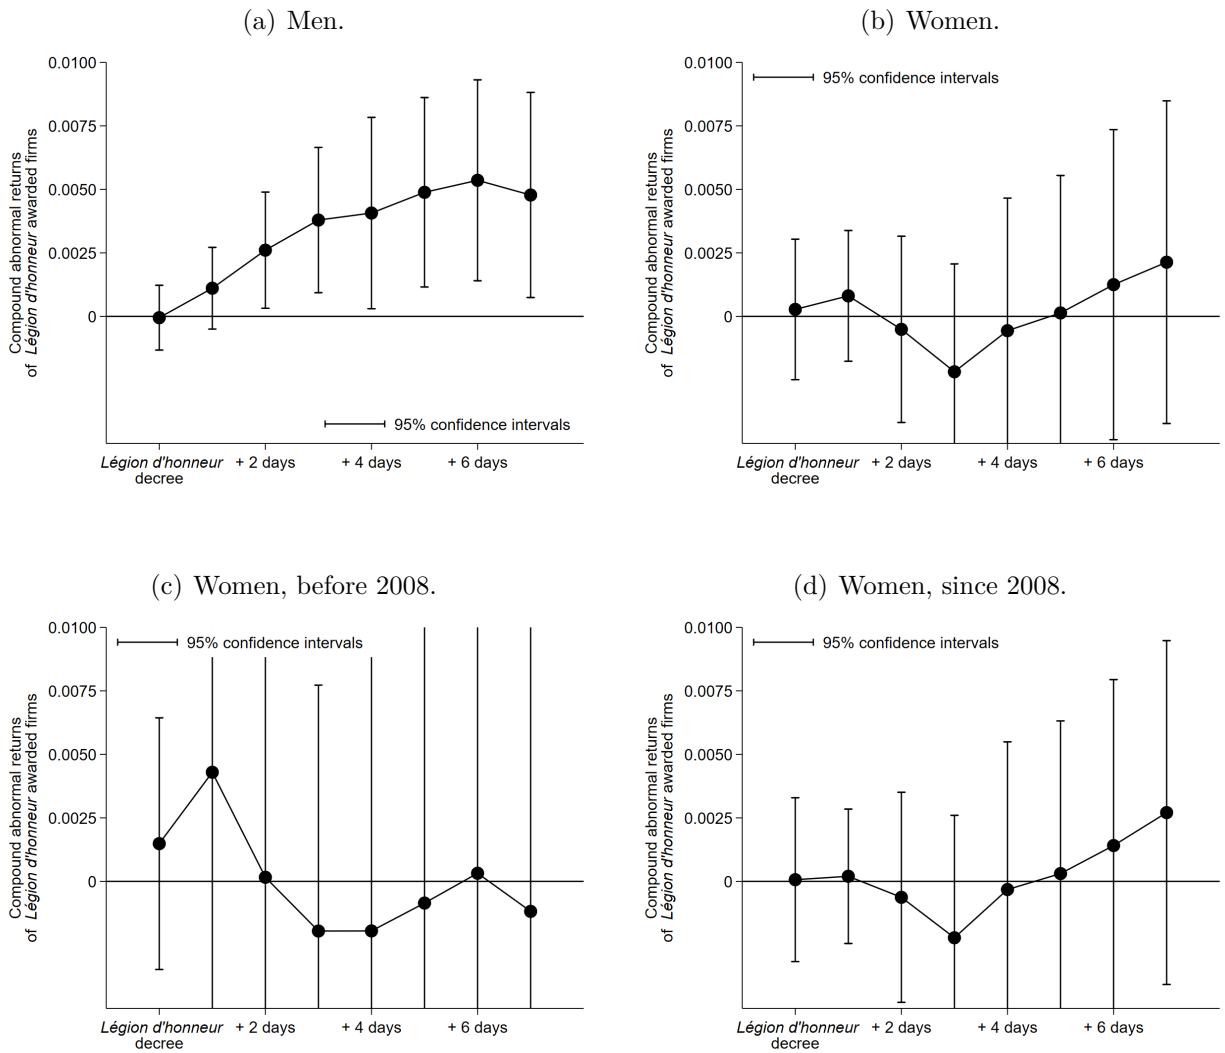 (a) Men.
0.0100
0.0075
0.0050
0.0025
0
Compound abnormal returns
of Légion d'honneur awarded firms
95% confidence intervals
Légion d'honneur
decree
+ 2 days
+ 4 days
+ 6 days
(b) Women.
0.0100
0.0075
0.0050
0.0025
0
Compound abnormal returns
of Légion d'honneur awarded firms
95% confidence intervals
Légion d'honneur
decree
+ 2 days
+ 4 days
+ 6 days
(c) Women, before 2008.
0.0100
0.0075
0.0050
0.0025
0
Compound abnormal returns
of Légion d'honneur awarded firms
95% confidence intervals
Légion d'honneur
decree
+ 2 days
+ 4 days
+ 6 days
(d) Women, since 2008.
0.0100
0.0075
0.0050
0.0025
0
Compound abnormal returns
of Légion d'honneur awarded firms
95% confidence intervals
Légion d'honneur
decree
+ 2 days
+ 4 days
+ 6 days